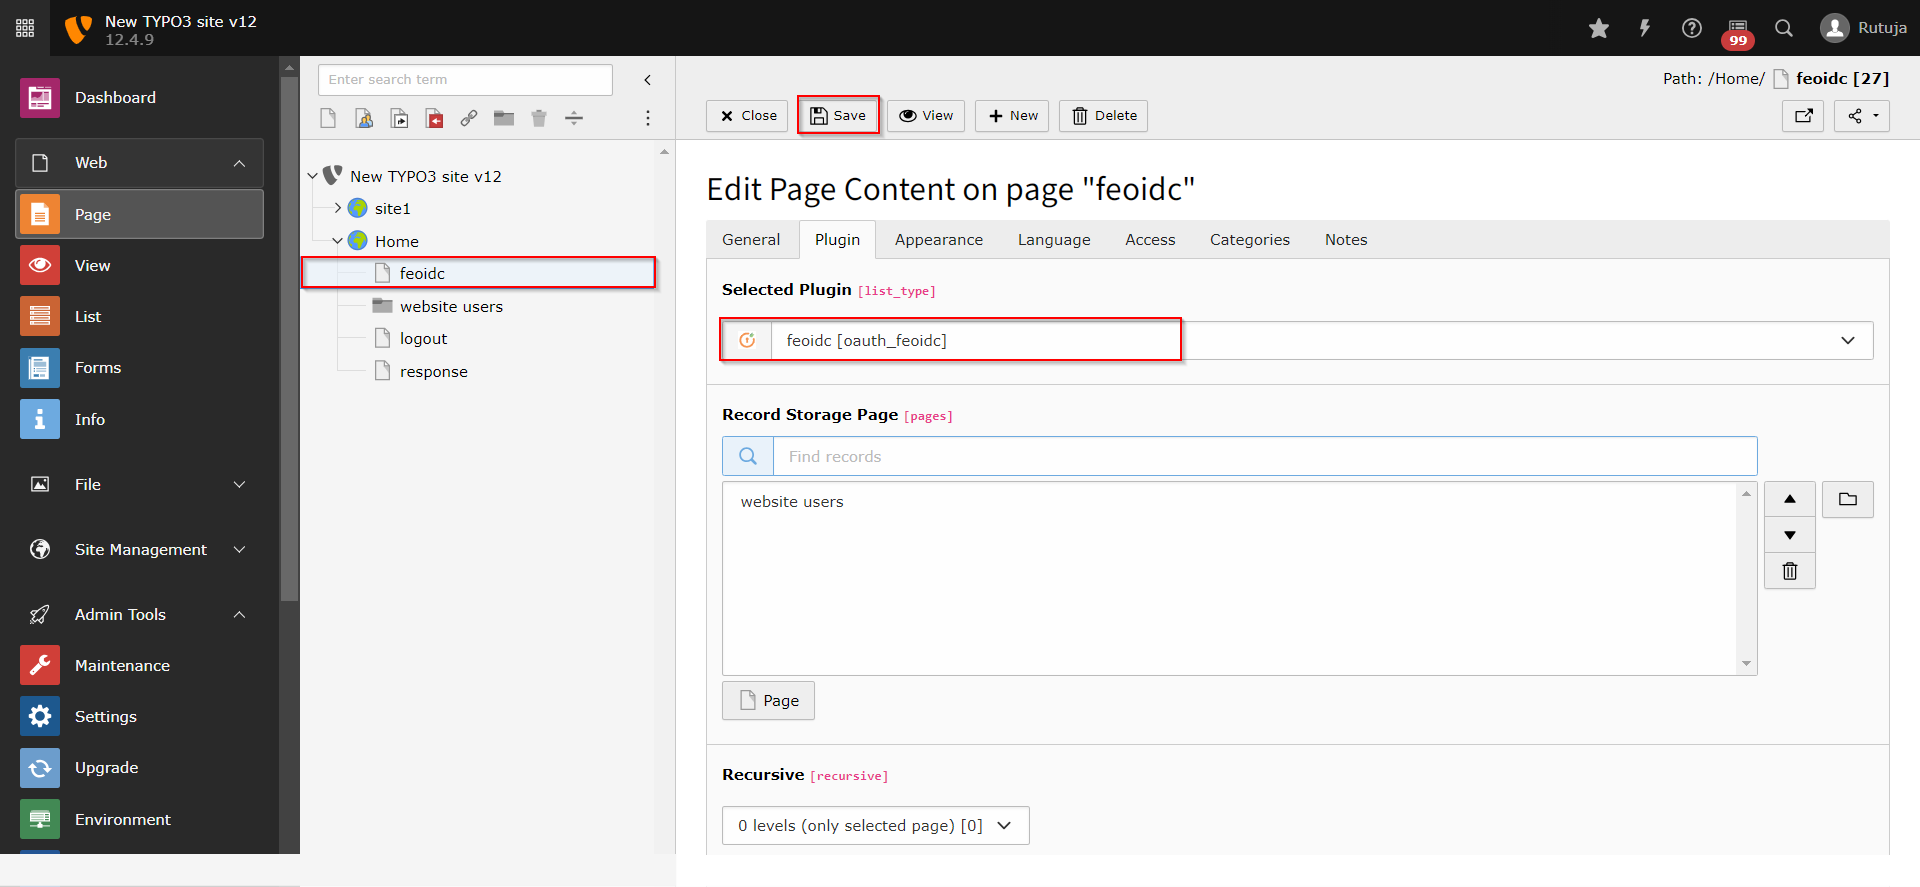 New TYPO3 site v12
12.4.9
99
Rutuja
Dashboard
Web
Page
View
List
Forms
Info
File
Site Management
Admin Tools
Maintenance
Settings
Upgrade
Environment
Enter search term
New TYPO3 site v12
site1
Home
feoidc
website users
logout
response
Path: /Home/ feoidc [27]
Close Save View New Delete
Edit Page Content on page "feoidc"
General Plugin Appearance Language Access Categories Notes
Selected Plugin [list_type]
feoidc [oauth_feoidc]
Record Storage Page [pages]
Find records
website users
Page
Recursive [recursive]
0 levels (only selected page) [0]